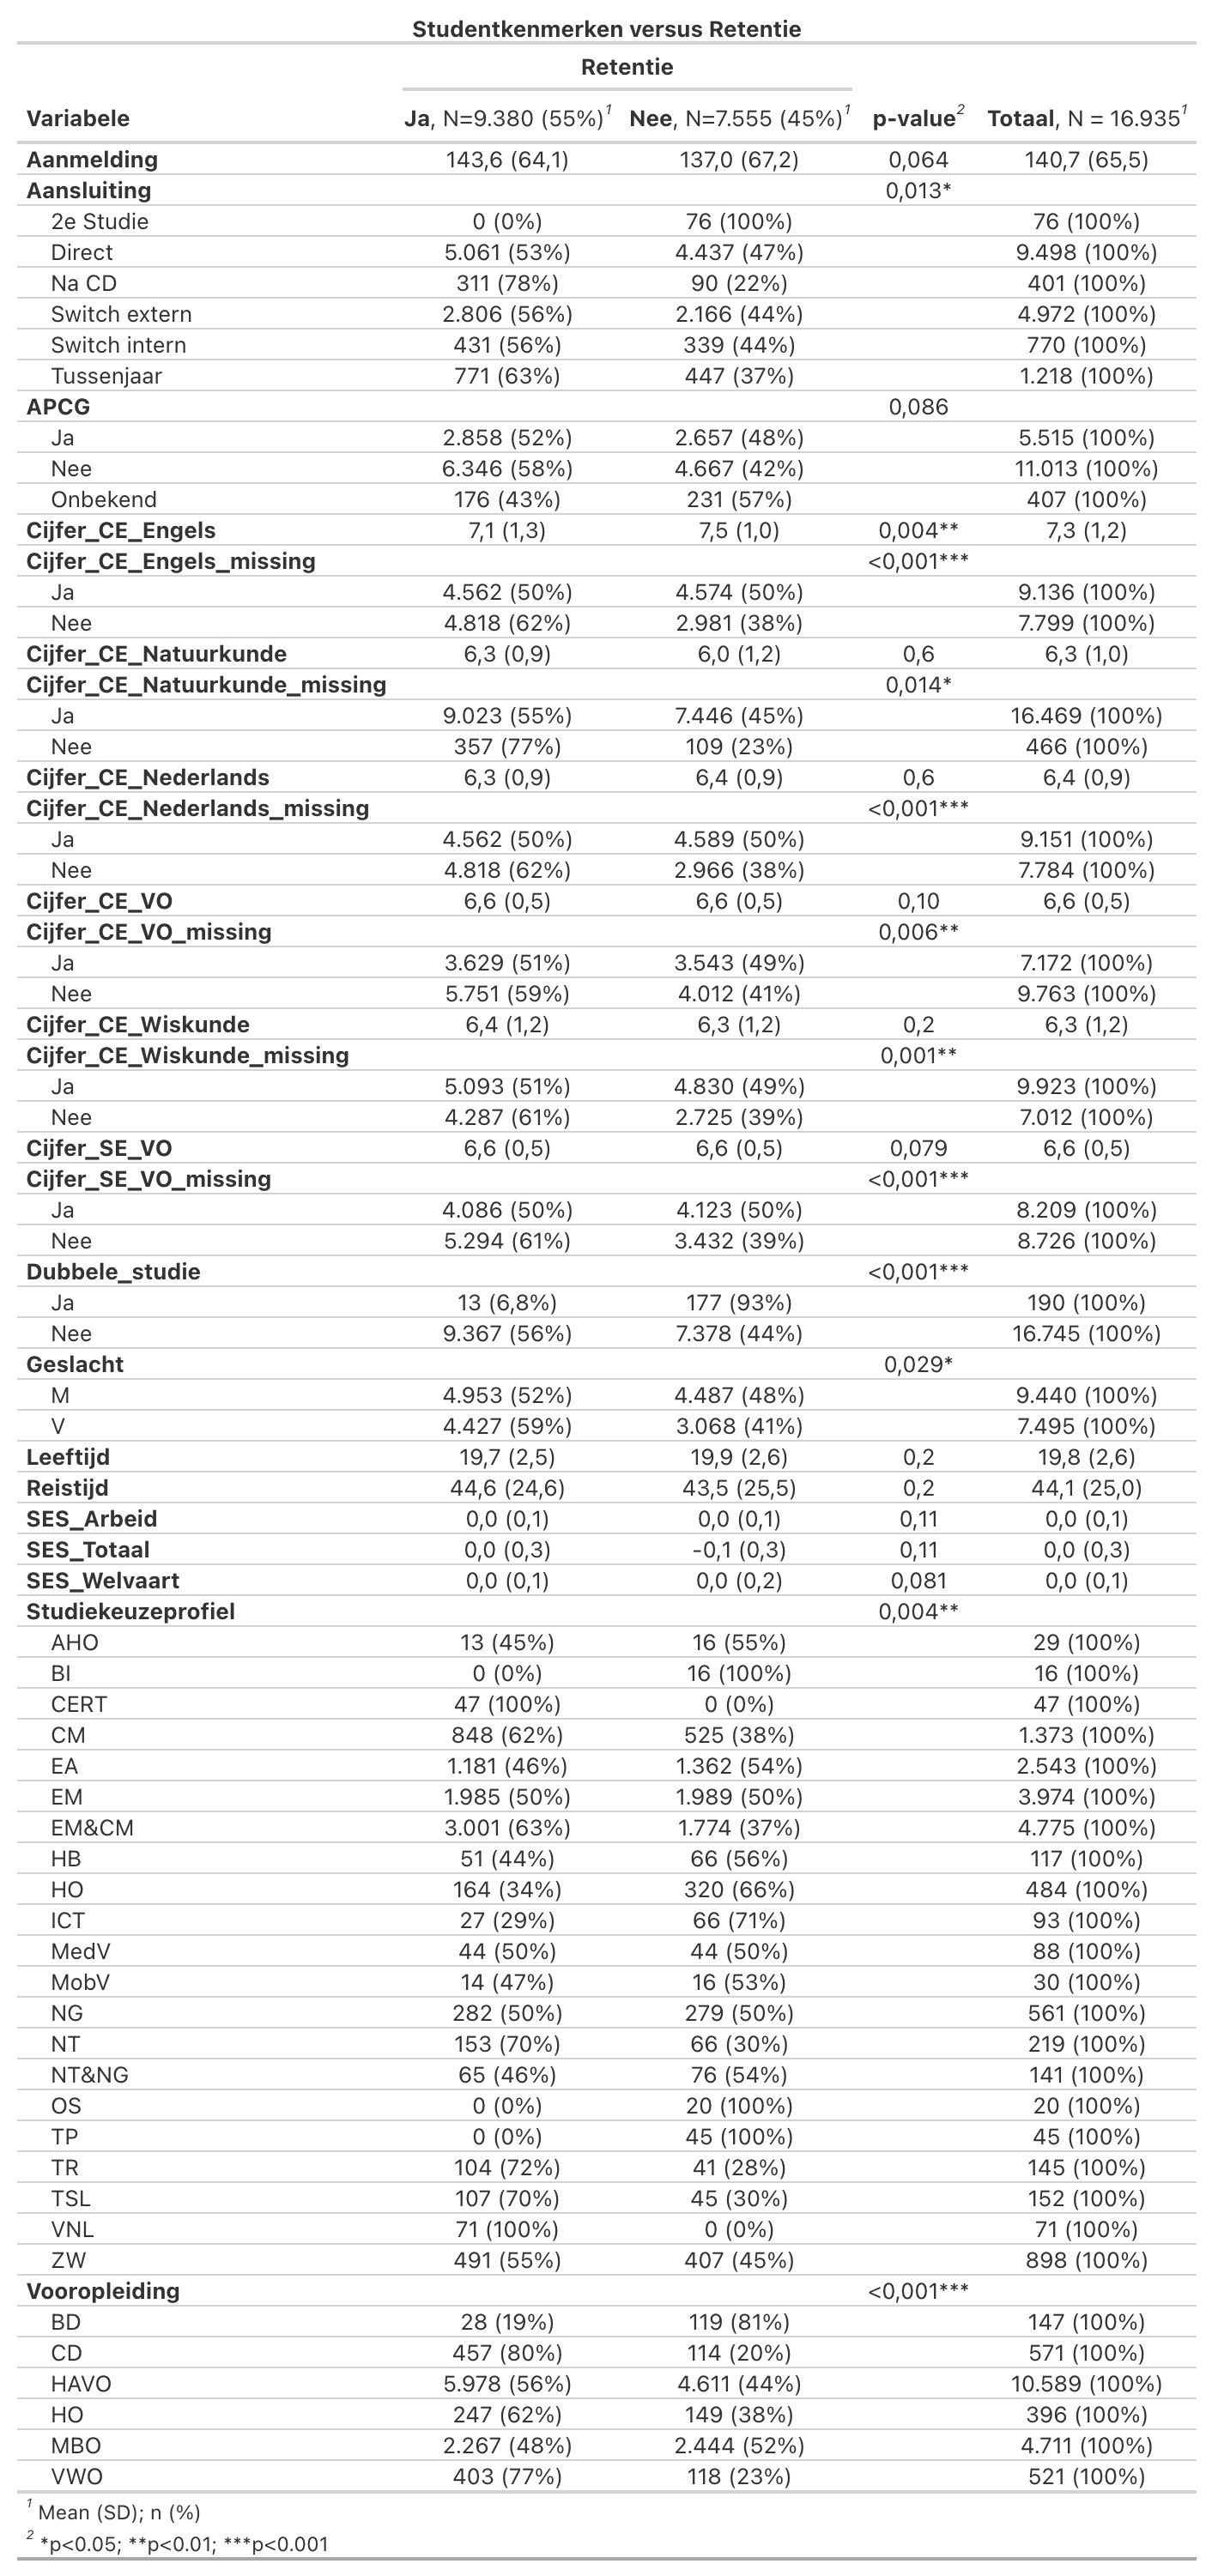 Studentkenmerken versus Retentie
Retentie
Variabele Ja, N=9.380 (55%)1 Nee, N=7.555 (45%)1 p-value2 Totaal, N = 16.9351
Aanmelding 143,6 (64,1) 137,0 (67,2) 0,064 140,7 (65,5)
Aansluiting 0,013*
2e Studie 0 (0%) 76 (100%) 76 (100%)
Direct 5.061 (53%) 4.437 (47%) 9.498 (100%)
Na CD 311 (78%) 90 (22%) 401 (100%)
Switch extern 2.806 (56%) 2.166 (44%) 4.972 (100%)
Switch intern 431 (56%) 339 (44%) 770 (100%)
Tussenjaar 771 (63%) 447 (37%) 1.218 (100%)
APCG 0,086
Ja 2.858 (52%) 2.657 (48%) 5.515 (100%)
Nee 6.346 (58%) 4.667 (42%) 11.013 (100%)
Onbekend 176 (43%) 231 (57%) 407 (100%)
Cijfer_CE_Engels 7,1 (1,3) 7,5 (1,0) 0,004** 7,3 (1,2)
Cijfer_CE_Engels_missing <0,001***
Ja 4.562 (50%) 4.574 (50%) 9.136 (100%)
Nee 4.818 (62%) 2.981 (38%) 7.799 (100%)
Cijfer_CE_Natuurkunde 6,3 (0,9) 6,0 (1,2) 0,6 6,3 (1,0)
Cijfer_CE_Natuurkunde_missing 0,014*
Ja 9.023 (55%) 7.446 (45%) 16.469 (100%)
Nee 357 (77%) 109 (23%) 466 (100%)
Cijfer_CE_Nederlands 6,3 (0,9) 6,4 (0,9) 0,6 6,4 (0,9)
Cijfer_CE_Nederlands_missing <0,001***
Ja 4.562 (50%) 4.589 (50%) 9.151 (100%)
Nee 4.818 (62%) 2.966 (38%) 7.784 (100%)
Cijfer_CE_VO 6,6 (0,5) 6,6 (0,5) 0,10 6,6 (0,5)
Cijfer_CE_VO_missing 0,006**
Ja 3.629 (51%) 3.543 (49%) 7.172 (100%)
Nee 5.751 (59%) 4.012 (41%) 9.763 (100%)
Cijfer_CE_Wiskunde 6,4 (1,2) 6,3 (1,2) 0,2 6,3 (1,2)
Cijfer_CE_Wiskunde_missing 0,001**
Ja 5.093 (51%) 4.830 (49%) 9.923 (100%)
Nee 4.287 (61%) 2.725 (39%) 7.012 (100%)
Cijfer_SE_VO 6,6 (0,5) 6,6 (0,5) 0,079 6,6 (0,5)
Cijfer_SE_VO_missing <0,001***
Ja 4.086 (50%) 4.123 (50%) 8.209 (100%)
Nee 5.294 (61%) 3.432 (39%) 8.726 (100%)
Dubbele_studie <0,001***
Ja 13 (6,8%) 177 (93%) 190 (100%)
Nee 9.367 (56%) 7.378 (44%) 16.745 (100%)
Geslacht 0,029*
M 4.953 (52%) 4.487 (48%) 9.440 (100%)
V 4.427 (59%) 3.068 (41%) 7.495 (100%)
Leeftijd 19,7 (2,5) 19,9 (2,6) 0,2 19,8 (2,6)
Reistijd 44,6 (24,6) 43,5 (25,5) 0,2 44,1 (25,0)
SES_Arbeid 0,0 (0,1) 0,0 (0,1) 0,11 0,0 (0,1)
SES_Totaal 0,0 (0,3) -0,1 (0,3) 0,11 0,0 (0,3)
SES_Welvaart 0,0 (0,1) 0,0 (0,2) 0,081 0,0 (0,1)
Studiekeuzeprofiel 0,004**
AHO 13 (45%) 16 (55%) 29 (100%)
BI 0 (0%) 16 (100%) 16 (100%)
CERT 47 (100%) 0 (0%) 47 (100%)
CM 848 (62%) 525 (38%) 1.373 (100%)
EA 1.181 (46%) 1.362 (54%) 2.543 (100%)
EM 1.985 (50%) 1.989 (50%) 3.974 (100%)
EM&CM 3.001 (63%) 1.774 (37%) 4.775 (100%)
HB 51 (44%) 66 (56%) 117 (100%)
HO 164 (34%) 320 (66%) 484 (100%)
ICT 27 (29%) 66 (71%) 93 (100%)
MedV 44 (50%) 44 (50%) 88 (100%)
MobV 14 (47%) 16 (53%) 30 (100%)
NG 282 (50%) 279 (50%) 561 (100%)
NT 153 (70%) 66 (30%) 219 (100%)
NT&NG 65 (46%) 76 (54%) 141 (100%)
OS 0 (0%) 20 (100%) 20 (100%)
TP 0 (0%) 45 (100%) 45 (100%)
TR 104 (72%) 41 (28%) 145 (100%)
TSL 107 (70%) 45 (30%) 152 (100%)
VNL 71 (100%) 0 (0%) 71 (100%)
ZW 491 (55%) 407 (45%) 898 (100%)
Vooropleiding <0,001***
BD 28 (19%) 119 (81%) 147 (100%)
CD 457 (80%) 114 (20%) 571 (100%)
HAVO 5.978 (56%) 4.611 (44%) 10.589 (100%)
HO 247 (62%) 149 (38%) 396 (100%)
MBO 2.267 (48%) 2.444 (52%) 4.711 (100%)
VWO 403 (77%) 118 (23%) 521 (100%)
1 Mean (SD); n (%)
2 *p<0.05; **p<0.01; ***p<0.001